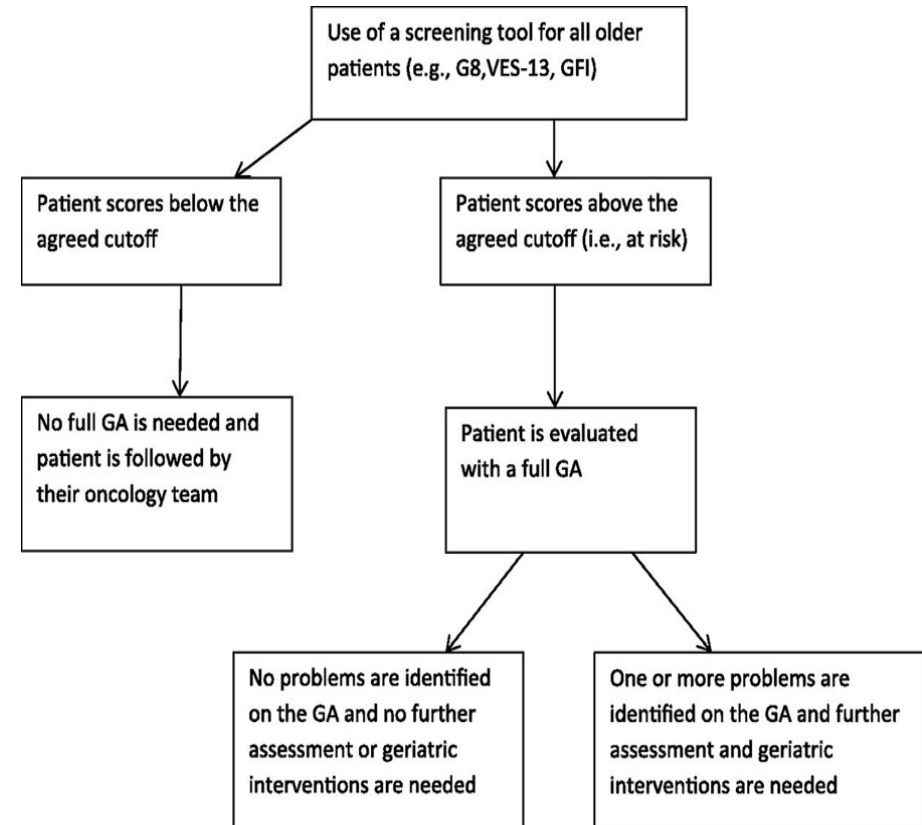 Use of a screening tool for all older
patients (e.g., G8,VES-13, GFI)
Patient scores below the
agreed cutoff
Patient scores above the
agreed cutoff (i.e., at risk)
No full GA is needed and
patient is followed by
their oncology team
Patient is evaluated
with a full GA
No problems are identified
on the GA and no further
assessment or geriatric
interventions are needed
One or more problems are
identified on the GA and further
assessment and geriatric
interventions are needed